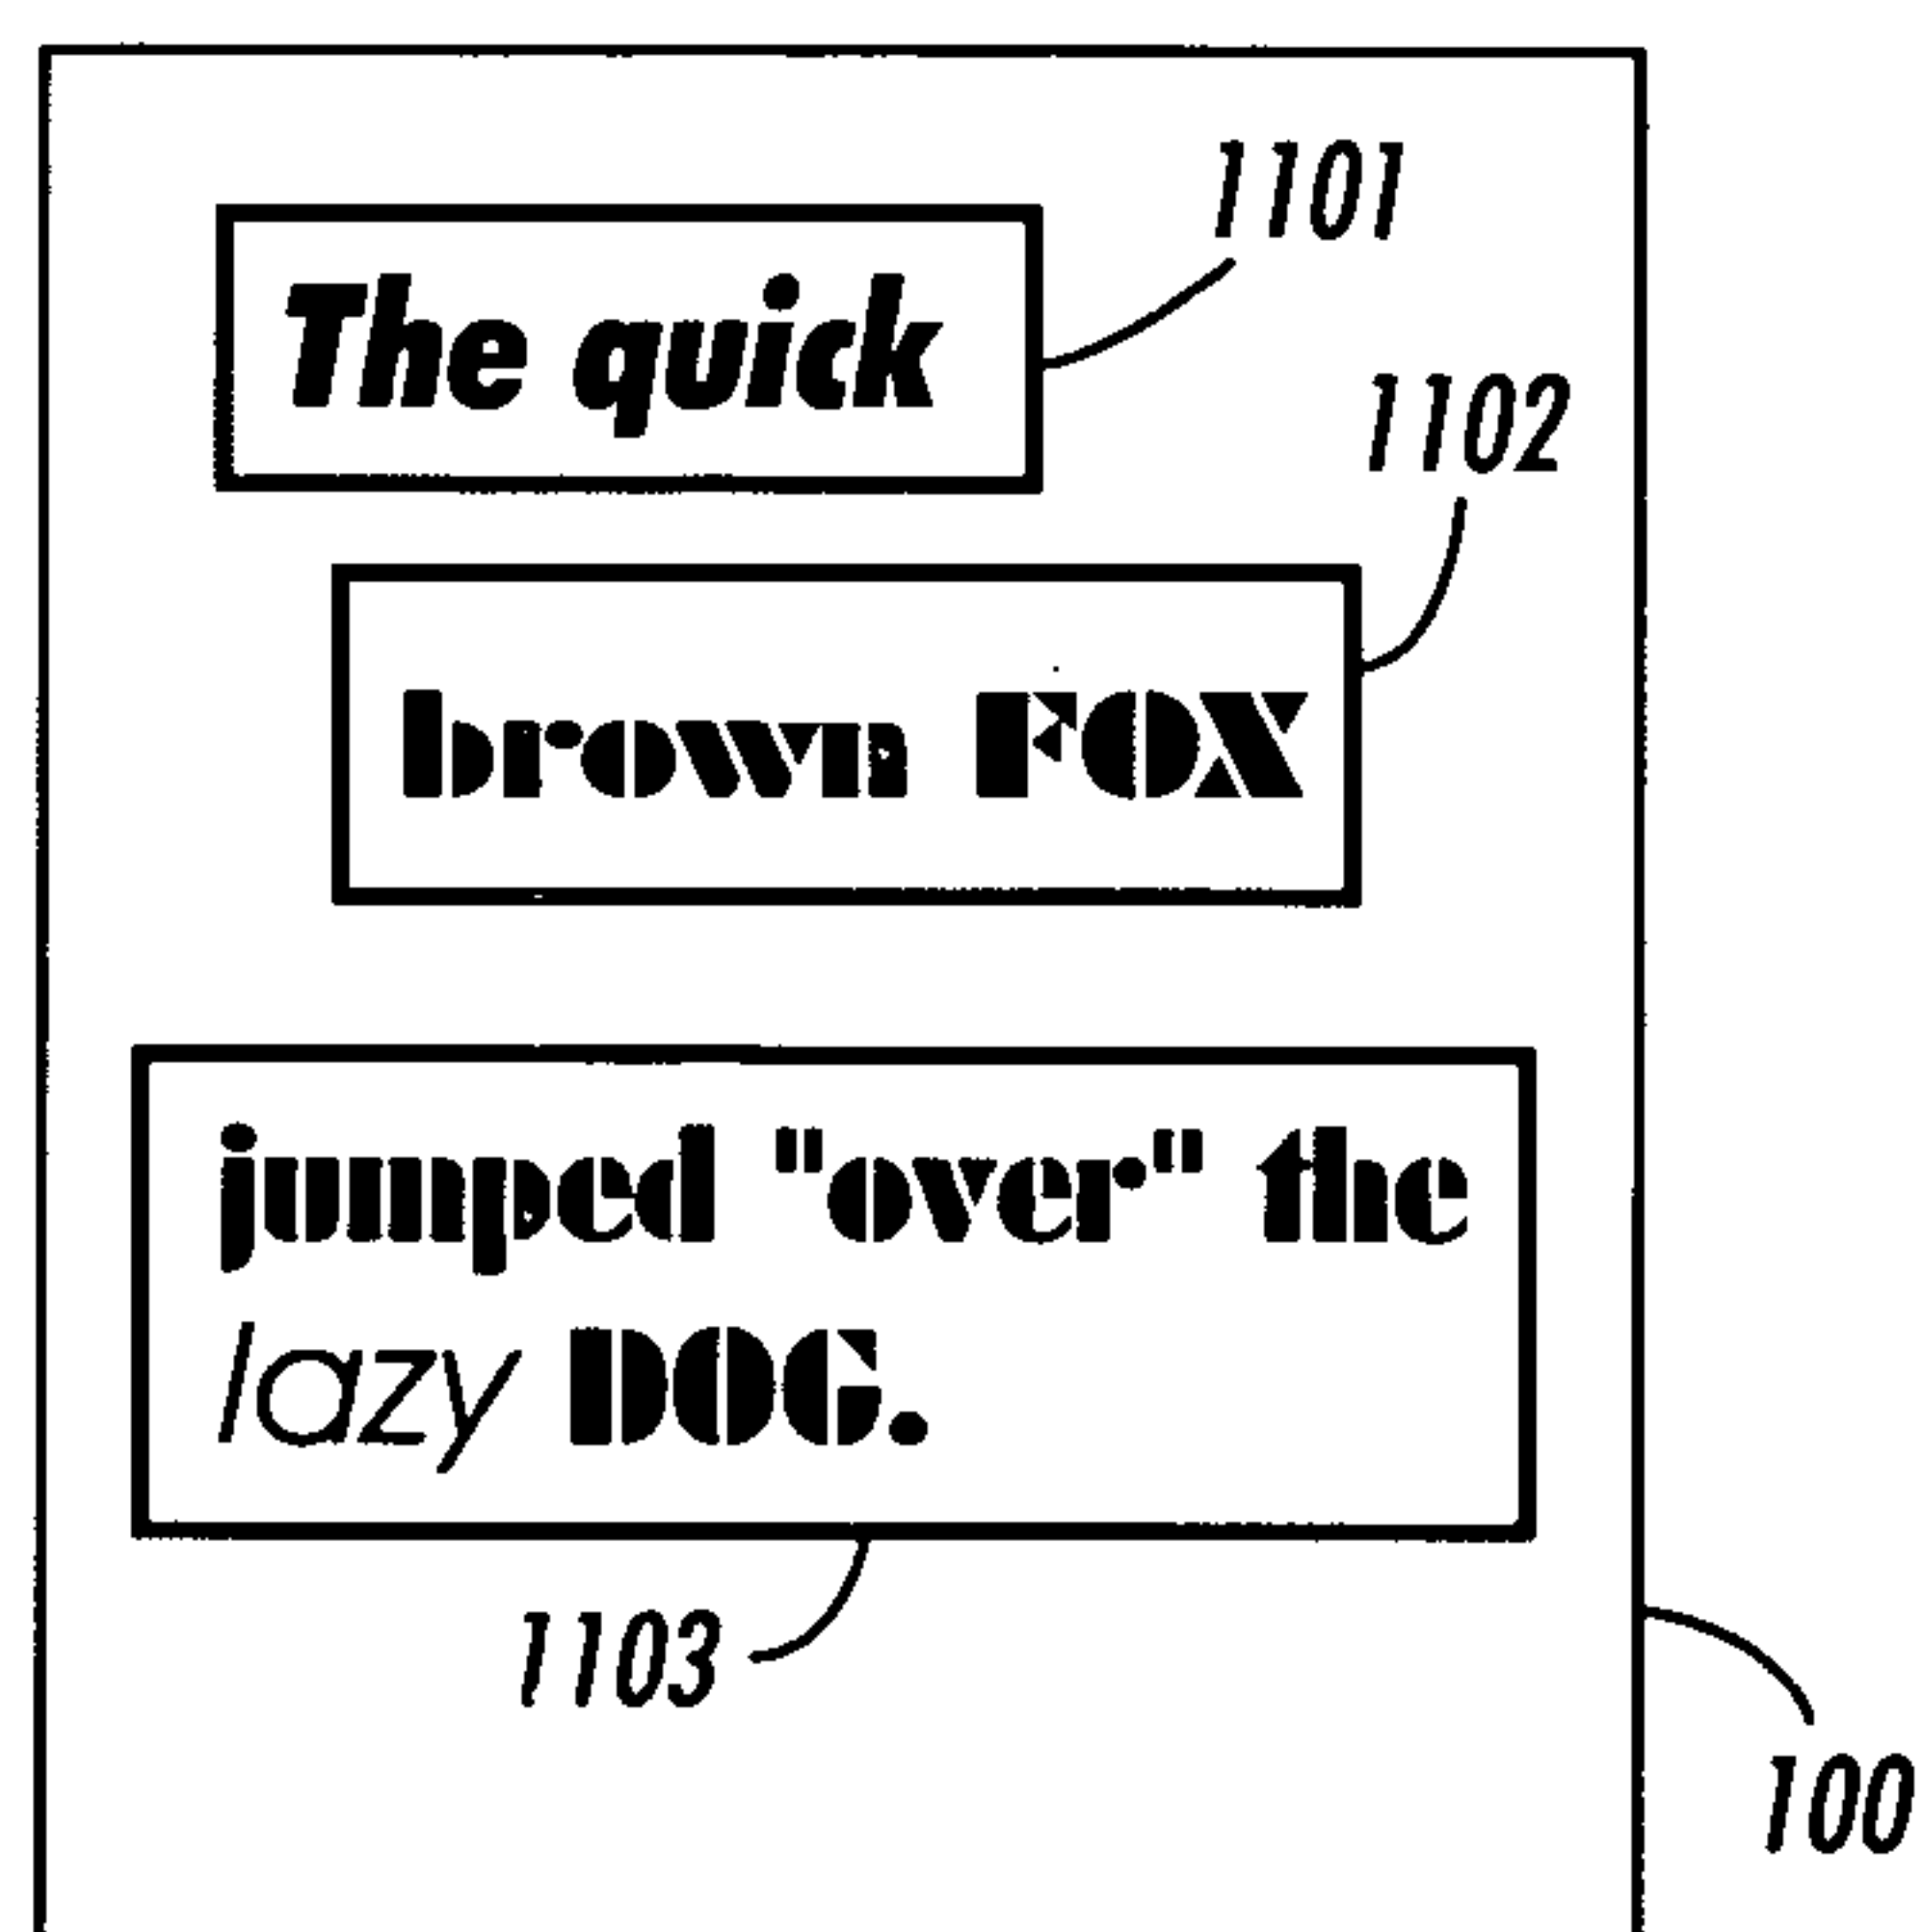 1101
The quick
1102
brown FOX
jumped "over" the
lazy DOG.
1103
100